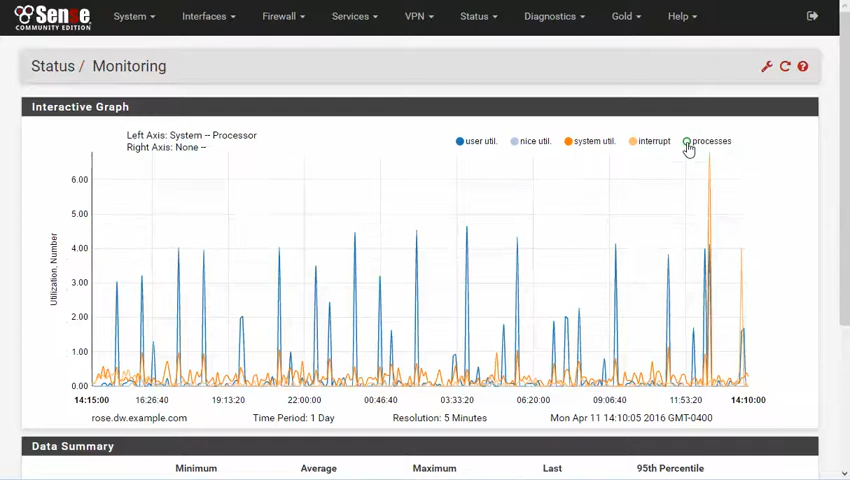 Sense
COMMUNITY EDITION
System Interfaces Firewall Services VPN Status Diagnostics Gold Help
Status / Monitoring
Interactive Graph
Left Axis: System -- Processor
Right Axis: None --
user util. nice util. system util. interrupt processes
Utilization, Number
6.00
5.00
4.00
3.00
2.00
1.00
0.00
14:15:00 16:26:40 19:13:20 22:00:00 00:46:40 03:33:20 06:20:00 09:06:40 11:53:20 14:10:00
rose.dw.example.com Time Period: 1 Day Resolution: 5 Minutes Mon Apr 11 14:10:05 2016 GMT-0400
Data Summary
Minimum Average Maximum Last 95th Percentile